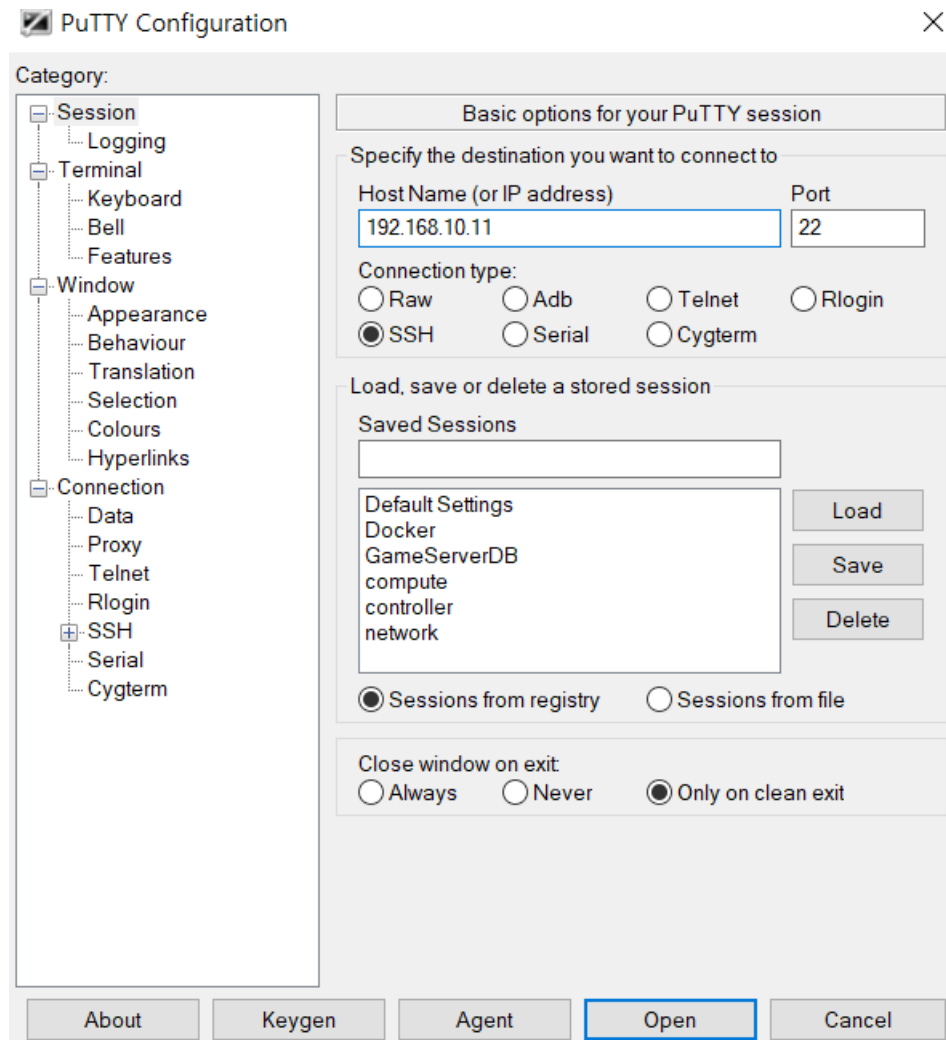 PuTTY Configuration
Category:
Session
Logging
Terminal
Keyboard
Bell
Features
Window
Appearance
Behaviour
Translation
Selection
Colours
Hyperlinks
Connection
Data
Proxy
Telnet
Rlogin
SSH
Serial
Cygterm
Basic options for your PuTTY session
Specify the destination you want to connect to
Host Name (or IP address) Port
192.168.10.11 22
Connection type:
Raw Adb Telnet Rlogin
SSH Serial Cygterm
Load, save or delete a stored session
Saved Sessions
Default Settings
Docker
GameServerDB
compute
controller
network
Load
Save
Delete
Sessions from registry Sessions from file
Close window on exit:
Always Never Only on clean exit
About Keygen Agent Open Cancel